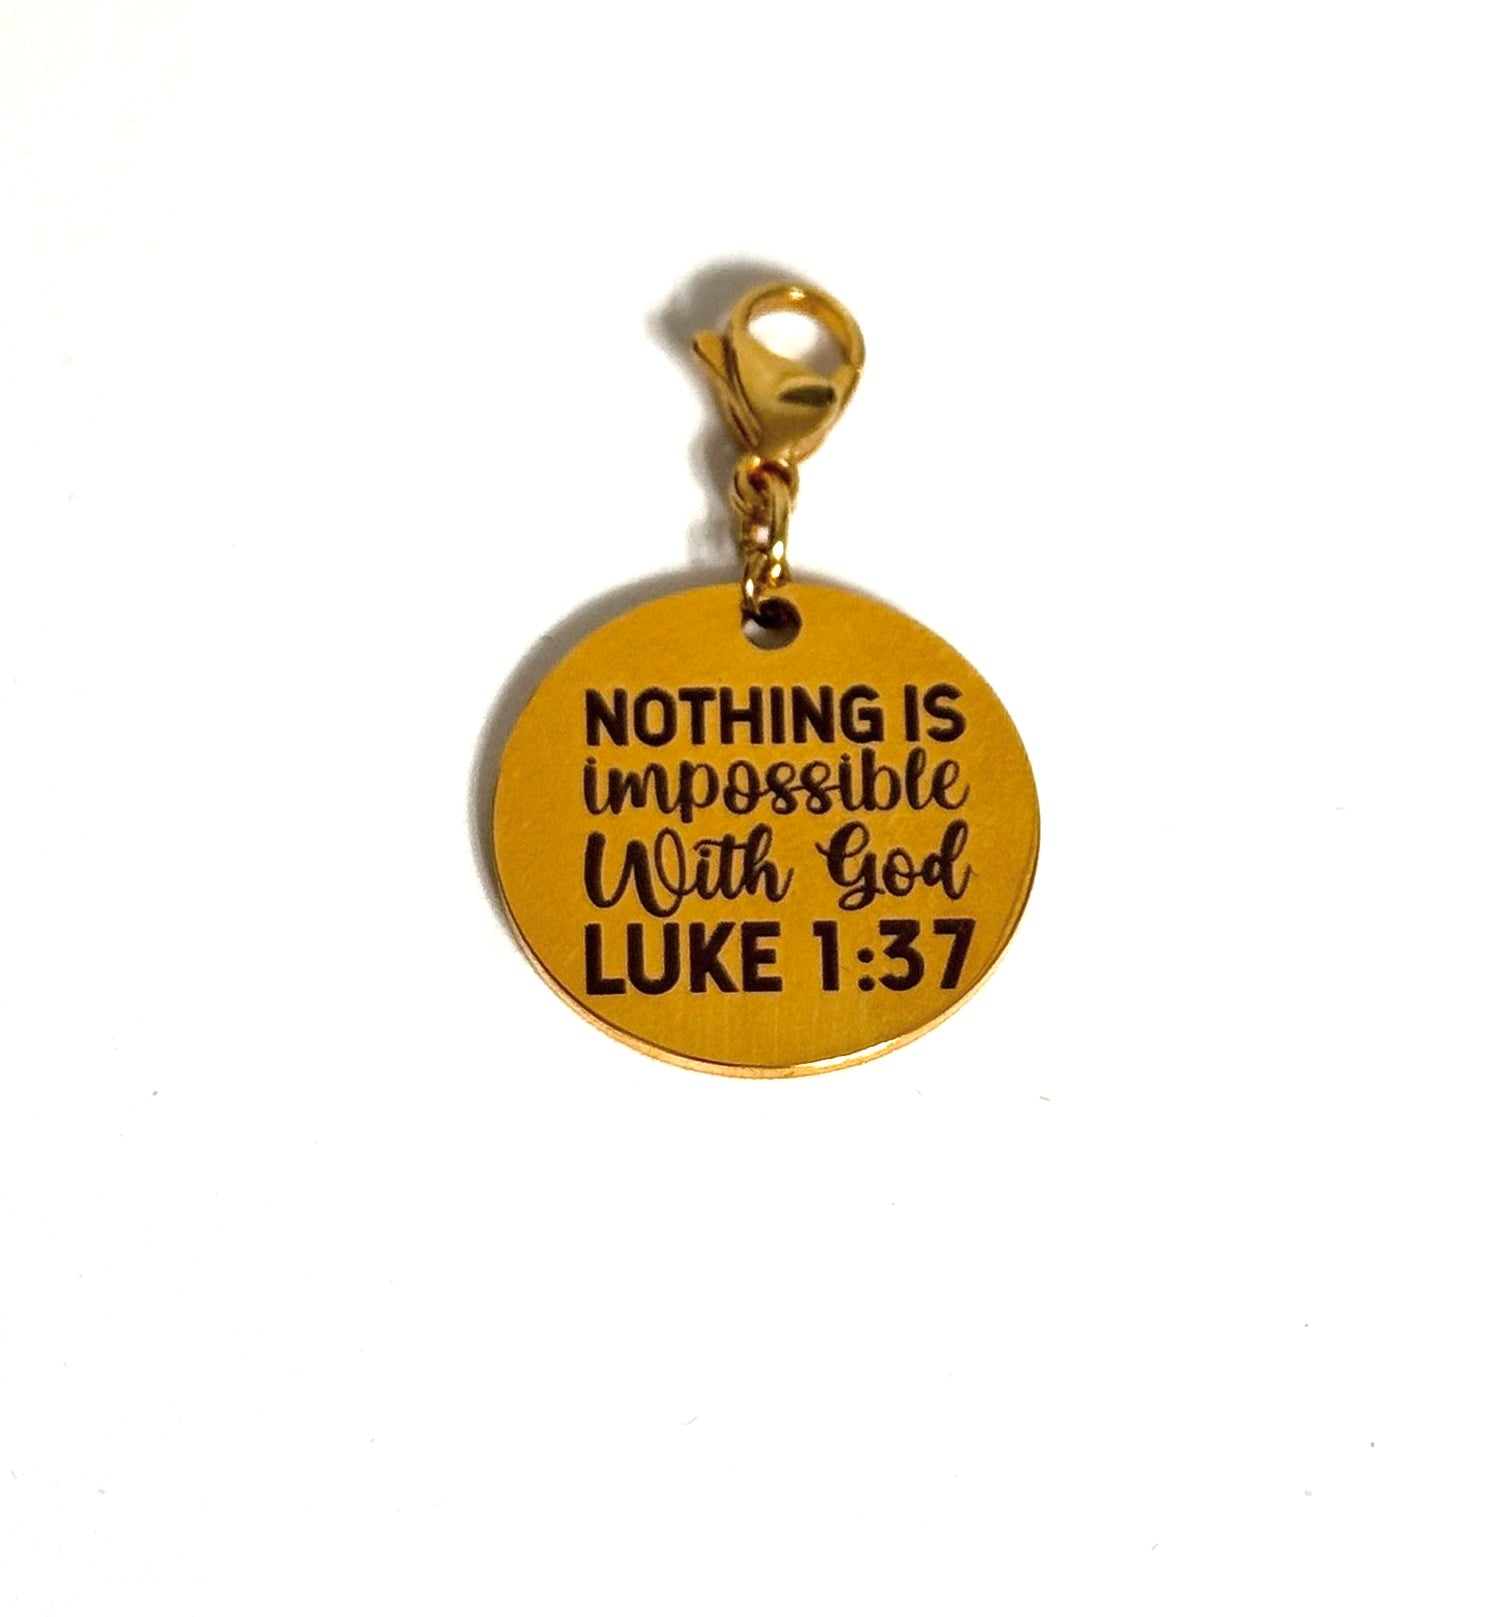 NOTHING IS
impossible
With God
LUKE 1:37